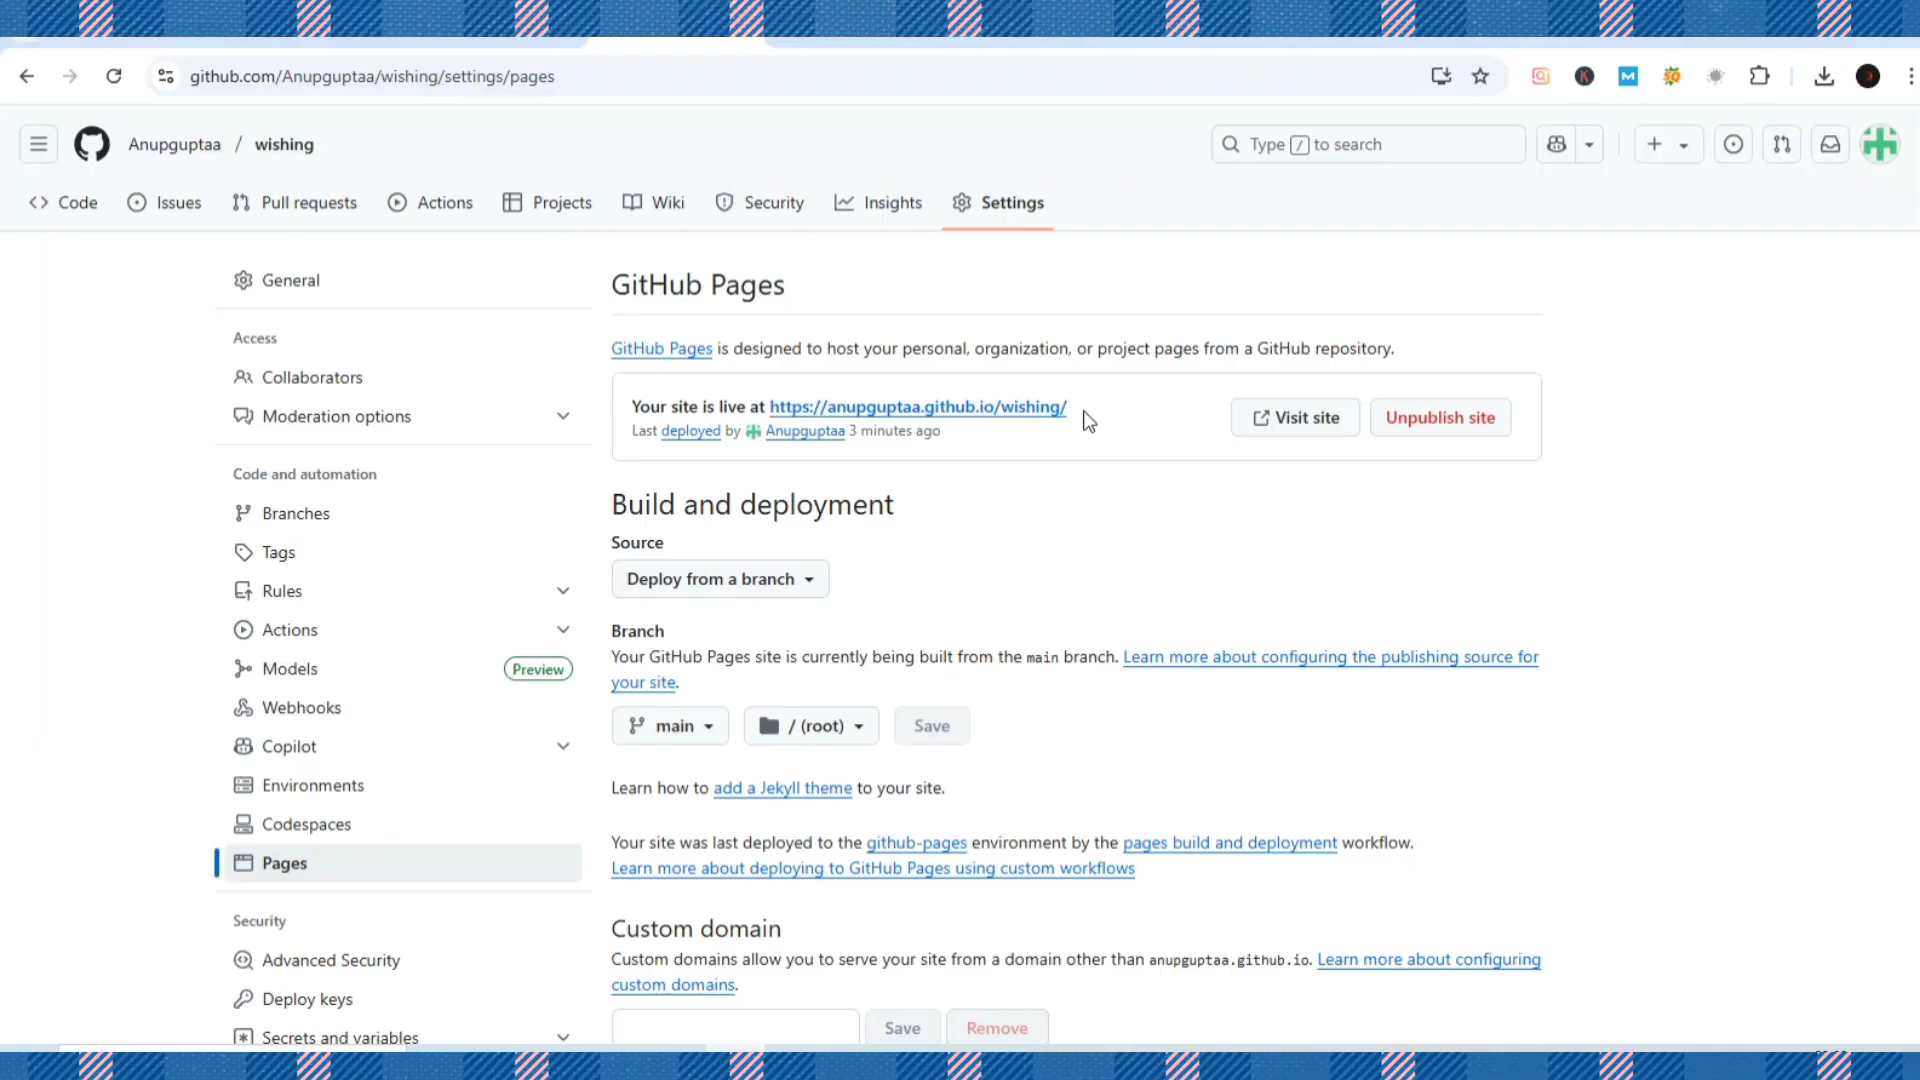 github.com/Anupguptaa/wishing/settings/pages
Anupguptaa / wishing
Type / to search
Code
Issues
Pull requests
Actions
Projects
Wiki
Security
Insights
Settings
General
Access
Collaborators
Moderation options
Code and automation
Branches
Tags
Rules
Actions
Models
Preview
Webhooks
Copilot
Environments
Codespaces
Pages
Security
Advanced Security
Deploy keys
Secrets and variables
GitHub Pages
GitHub Pages is designed to host your personal, organization, or project pages from a GitHub repository.
Your site is live at https://anupguptaa.github.io/wishing/
Last deployed by Anupguptaa 3 minutes ago
Visit site
Unpublish site
Build and deployment
Source
Deploy from a branch
Branch
Your GitHub Pages site is currently being built from the main branch. Learn more about configuring the publishing source for
your site.
main
/ (root)
Save
Learn how to add a Jekyll theme to your site.
Your site was last deployed to the github-pages environment by the pages build and deployment workflow.
Learn more about deploying to GitHub Pages using custom workflows
Custom domain
Custom domains allow you to serve your site from a domain other than anupguptaa.github.io. Learn more about configuring
custom domains.
Save
Remove